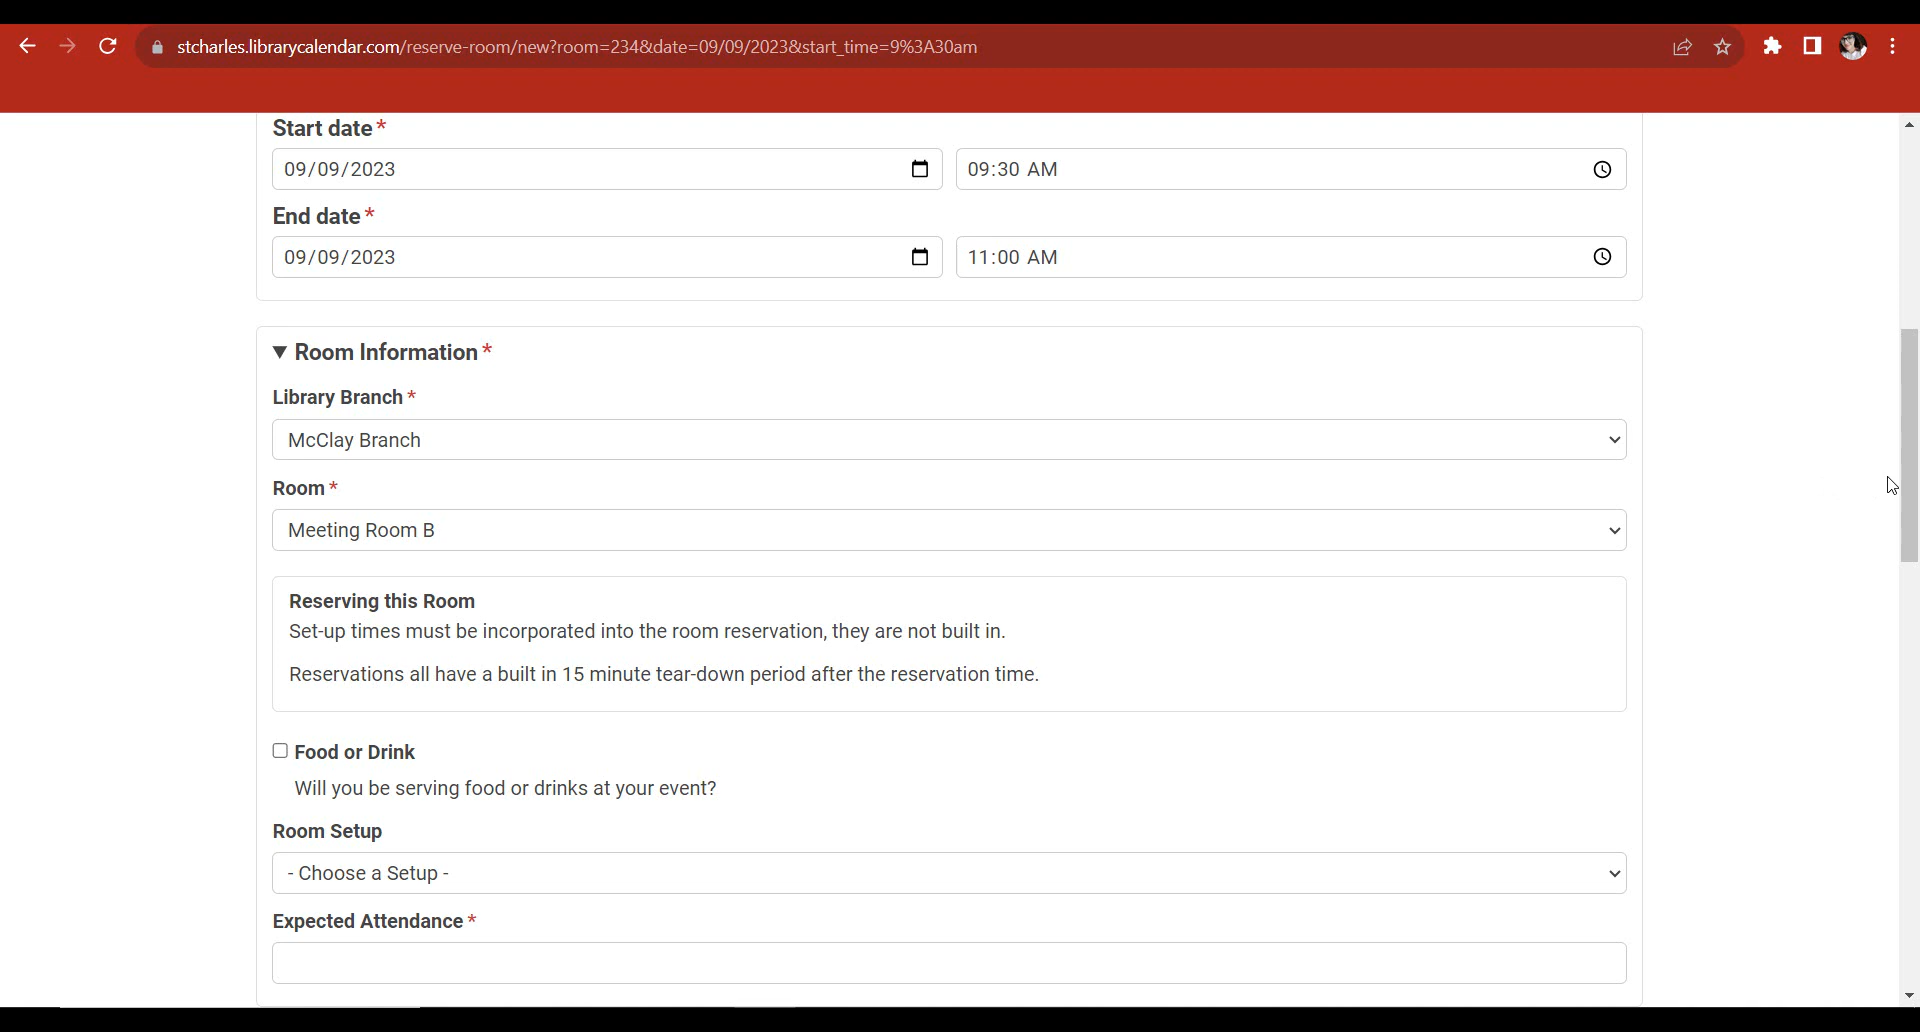 stcharles.librarycalendar.com/reserve-room/new?room=234&date=09/09/2023&start_time=9%3A30am
Start date*
09/09/2023 09:30 AM
End date*
09/09/2023 11:00 AM
▼ Room Information*
Library Branch*
McClay Branch
Room*
Meeting Room B
Reserving this Room
Set-up times must be incorporated into the room reservation, they are not built in.
Reservations all have a built in 15 minute tear-down period after the reservation time.
Food or Drink
Will you be serving food or drinks at your event?
Room Setup
- Choose a Setup -
Expected Attendance*